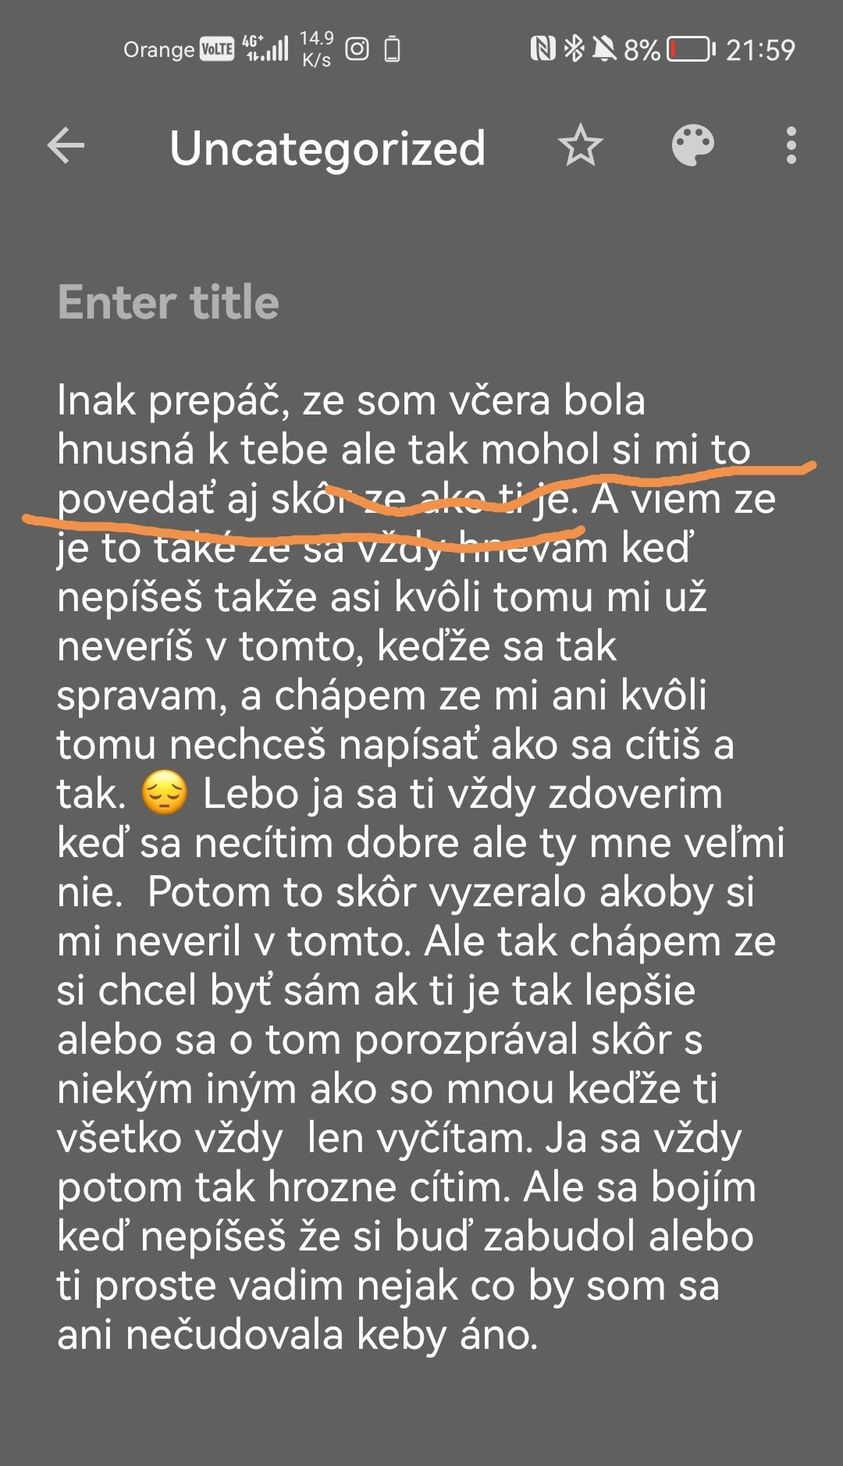 Orange VoLTE 4G+ 14.9 K/s 8% 21:59
Uncategorized
Enter title
Inak prepáč, ze som včera bola
hnusná k tebe ale tak mohol si mi to
povedať aj skôr ze ako ti je. A viem ze
je to také ze sa vždy hnevam keď
nepíšeš takže asi kvôli tomu mi už
neveríš v tomto, keďže sa tak
spravam, a chápem ze mi ani kvôli
tomu nechceš napísať ako sa cítiš a
tak. 😔 Lebo ja sa ti vždy zdoverim
keď sa necítim dobre ale ty mne veľmi
nie.  Potom to skôr vyzeralo akoby si
mi neveril v tomto. Ale tak chápem ze
si chcel byť sám ak ti je tak lepšie
alebo sa o tom porozprával skôr s
niekým iným ako so mnou keďže ti
všetko vždy  len vyčítam. Ja sa vždy
potom tak hrozne cítim. Ale sa bojím
keď nepíšeš že si buď zabudol alebo
ti proste vadim nejak co by som sa
ani nečudovala keby áno.